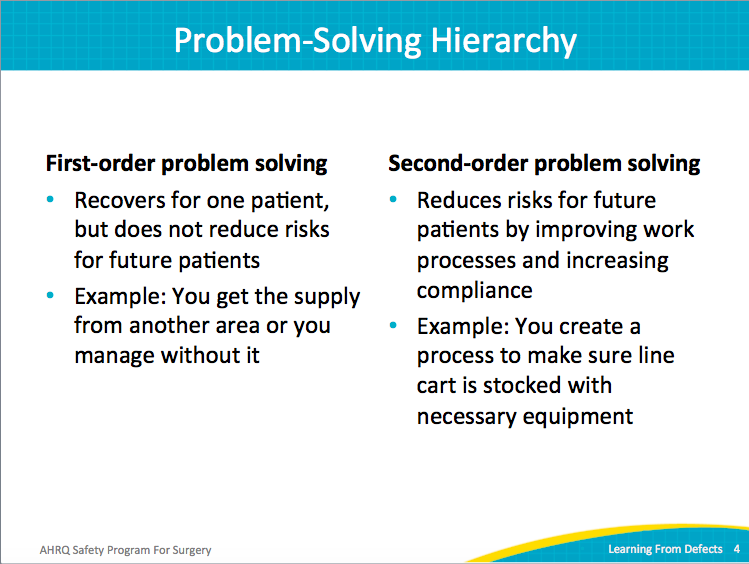 Problem-Solving Hierarchy
First-order problem solving
• Recovers for one patient,
but does not reduce risks
for future patients
• Example: You get the supply
from another area or you
manage without it
Second-order problem solving
• Reduces risks for future
patients by improving work
processes and increasing
compliance
• Example: You create a
process to make sure line
cart is stocked with
necessary equipment
AHRQ Safety Program For Surgery
Learning From Defects 4